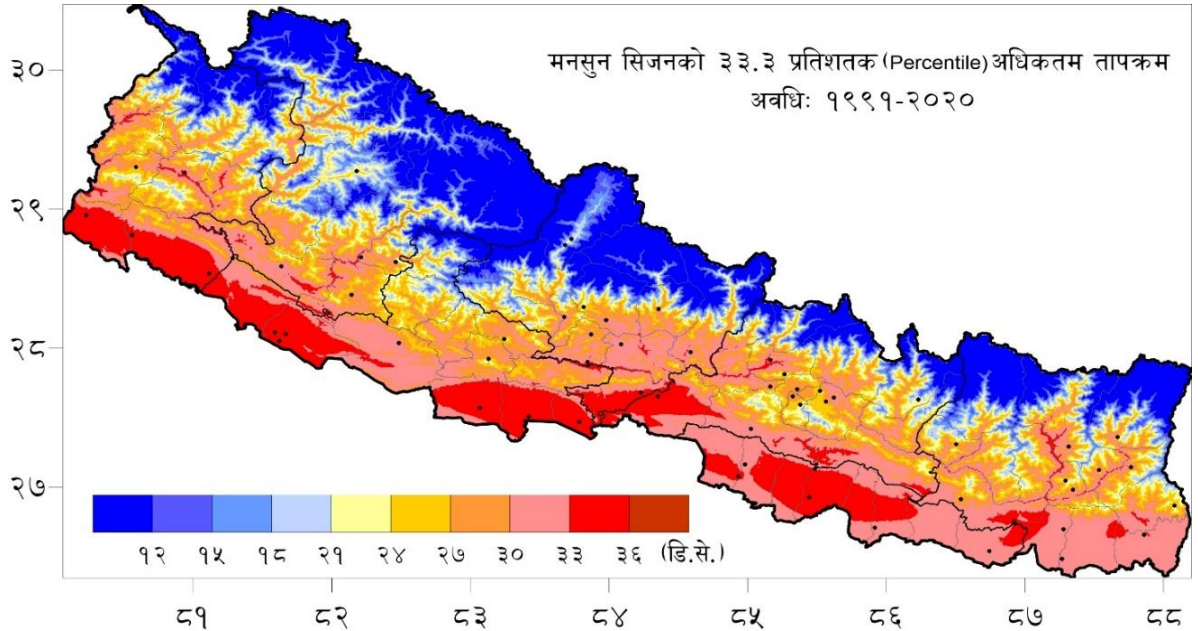 मनसुन सिजनको ३३.३ प्रतिशतक (Percentile) अधिकतम तापक्रम
अवधिः १९९१-२०२०
३०
२९
२८
२७
१२ १५ १८ २१ २४ २७ ३० ३३ ३६ (डि.से.)
८१ ८२ ८३ ८४ ८५ ८६ ८७ ८८